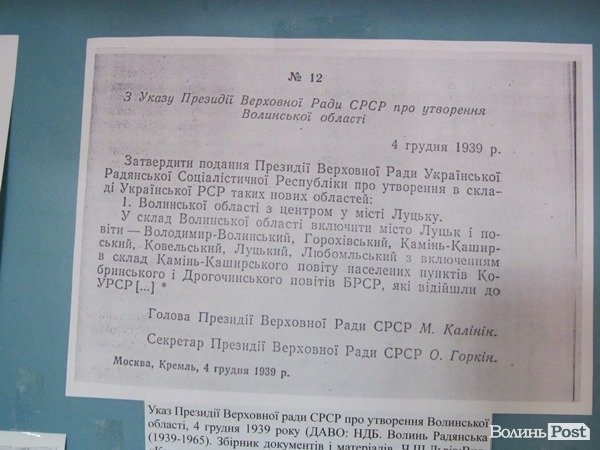 № 12
З Указу Президії Верховної Ради СРСР про утворення
Волинської області
4 грудня 1939 р.
Затвердити подання Президії Верховної Ради Української
Радянської Соціалістичної Республіки про утворення в скла-
ді Української РСР таких нових областей:
1. Волинської області з центром у місті Луцьку.
У склад Волинської області включити місто Луцьк і по-
віти — Володимир-Волинський, Горохівський, Камінь-Кашир-
ський, Ковельський, Луцький, Любомльський з включенням
в склад Камінь-Каширського повіту населених пунктів Ко-
бринського і Дрогочинського повітів БРСР, які відійшли до
УРСР [...] *
Голова Президії Верховної Ради СРСР М. Калінін.
Секретар Президії Верховної Ради СРСР О. Горкін.
Москва, Кремль, 4 грудня 1939 р.
Указ Президії Верховної ради СРСР про утворення Волинської
області, 4 грудня 1939 року (ДАВО: НДБ. Волинь Радянська
(1939-1965). Збірник документів і матеріалів. Ч.ІІІ
ВолиньPost